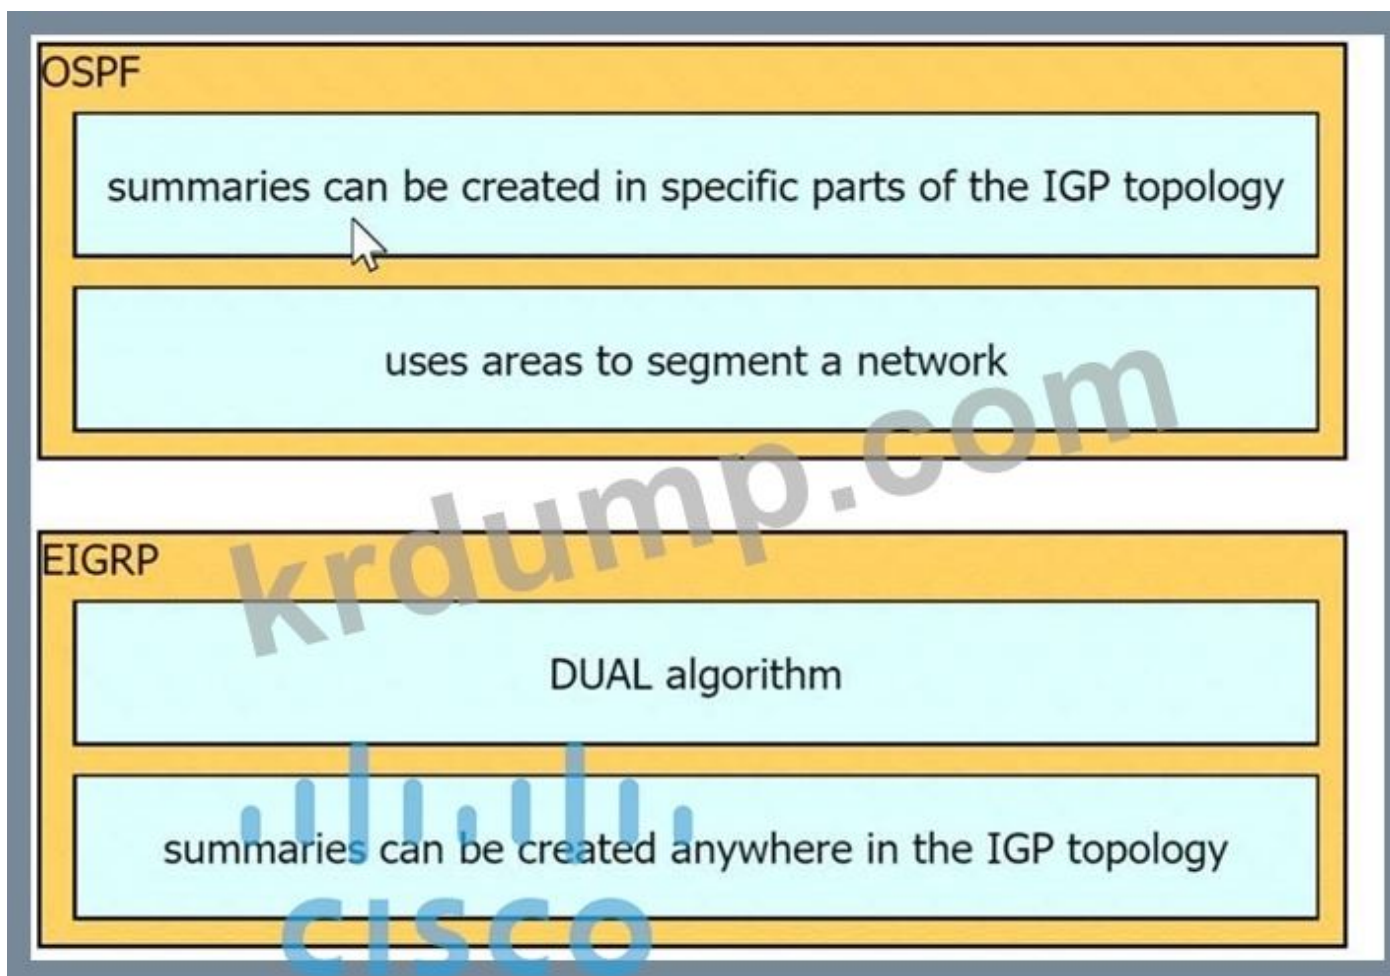 OSPF
summaries can be created in specific parts of the IGP topology
uses areas to segment a network
krdump.com
EIGRP
DUAL algorithm
summaries can be created anywhere in the IGP topology
CISCO